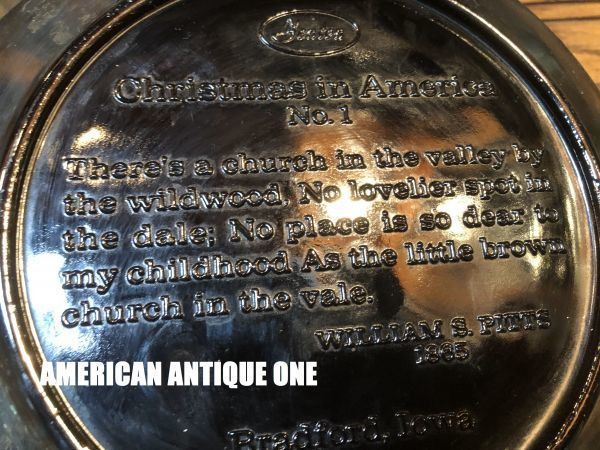 Fenton
Christmas in America
No. 1
There's a church in the valley by
the wildwood, No lovelier spot in
the dale; No place is so dear to
my childhood As the little brown
church in the vale.
WILLIAM S. PITTS
1865
AMERICAN ANTIQUE ONE
Bradford, Iowa